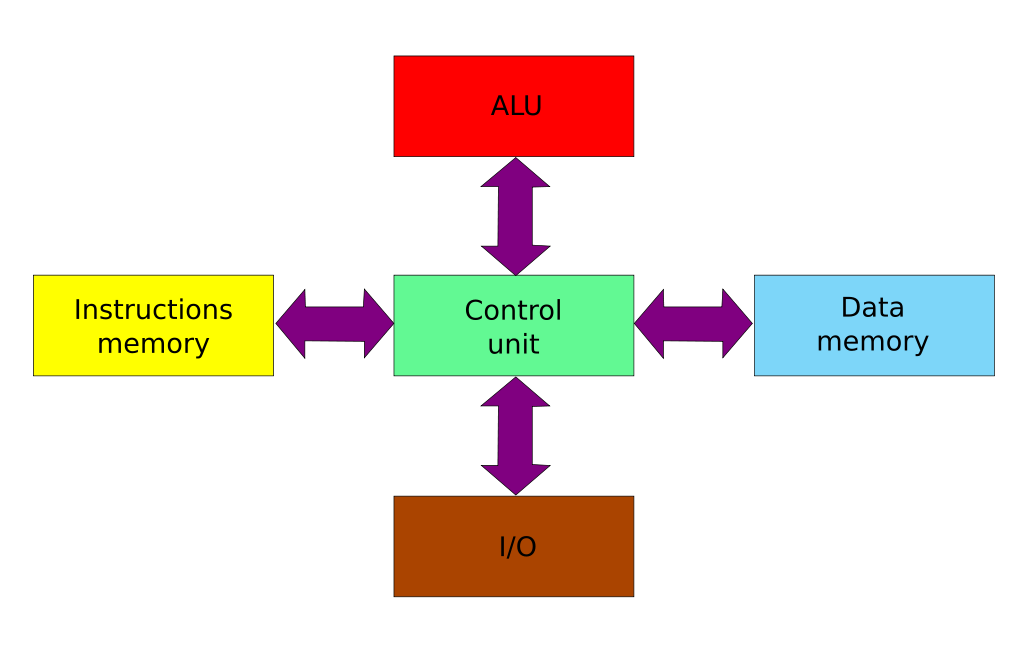 ALU
Instructions
memory
Control
unit
Data
memory
I/O